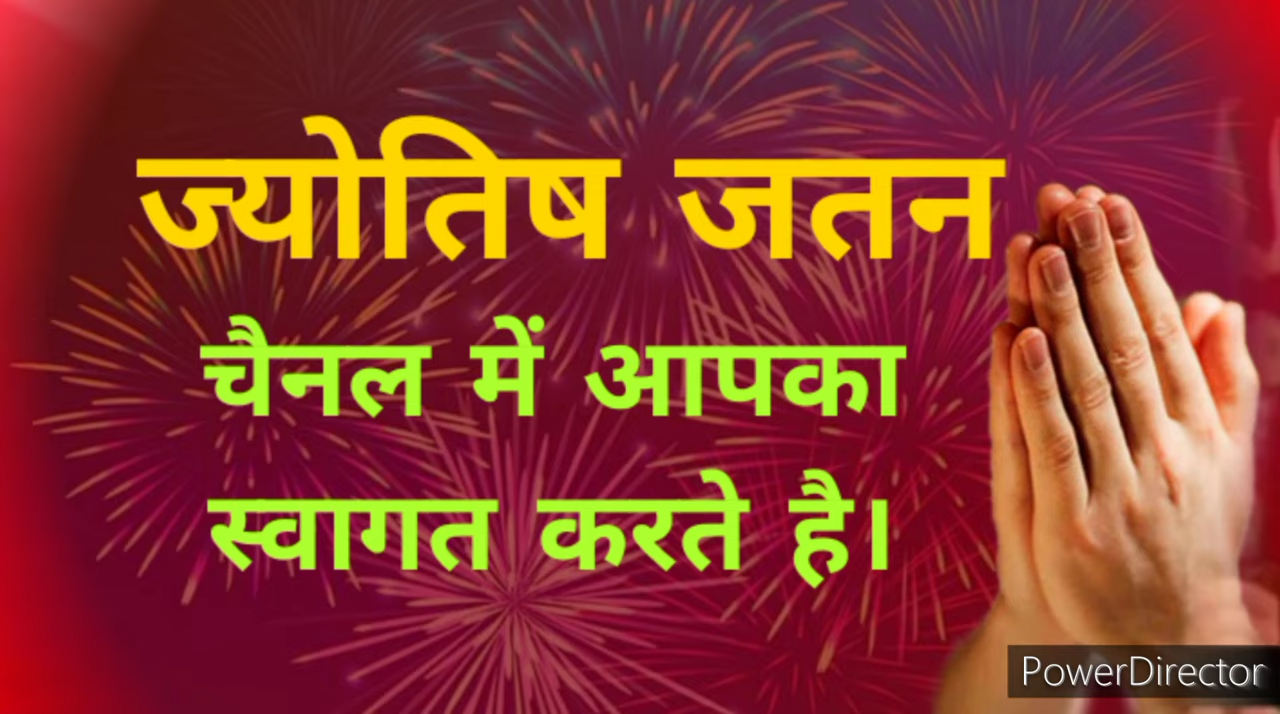 ज्योतिष जतन
चैनल में आपका
स्वागत करते है।
PowerDirector